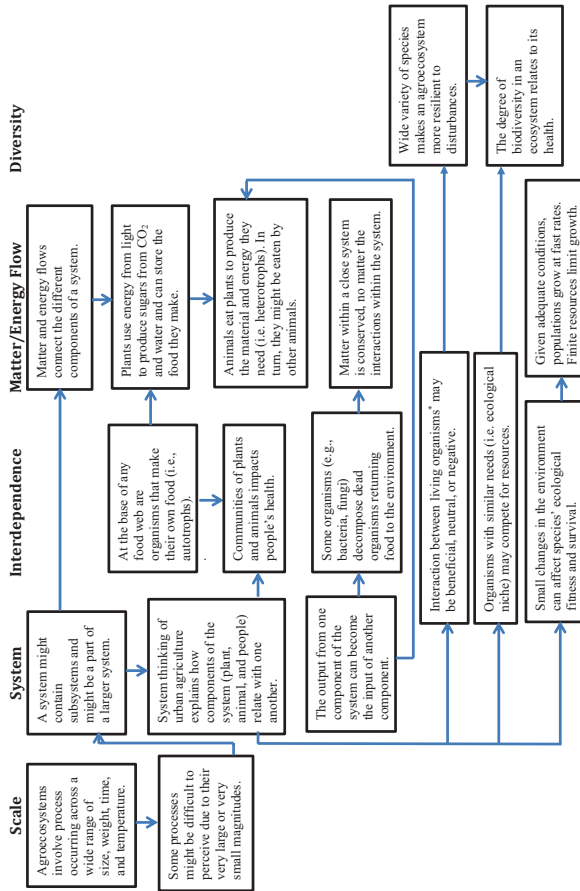 Scale
System
Interdependence
Matter/Energy Flow
Diversity
Agroecosystems
involve process
occurring across a
wide range of
size, weight, time,
and temperature.
Some processes
might be difficult to
perceive due to their
very large or very
small magnitudes.
A system might
contain
subsystems and
might be a part of
a larger system.
System thinking of
urban agriculture
explains how
components of the
system (plant,
animal, and people)
relate with one
another.
The output from one
component of the
system can become
the input of another
component.
At the base of any
food web are
organisms that make
their own food (i.e.,
autotrophs).
.
Communities of plants
and animals impacts
people's health.
Some organisms (e.g.,
bacteria, fungi)
decompose dead
organisms returning
food to the environment.
Interaction between living organisms* may
be beneficial, neutral, or negative.
Organisms with similar needs (i.e. ecological
niche) may compete for resources.
Small changes in the environment
can affect species' ecological
fitness and survival.
Matter and energy flows
connect the different
components of a system.
Plants use energy from light
to produce sugars from CO2
and water and can store the
food they make.
Animals eat plants to produce
the material and energy they
need (i.e. heterotrophs). In
turn, they might be eaten by
other animals.
Matter within a close system
is conserved, no matter the
interactions within the system.
Given adequate conditions,
populations grow at fast rates.
Finite resources limit growth.
Wide variety of species
makes an agroecosystem
more resilient to
disturbances.
The degree of
biodiversity in an
ecosystem relates to its
health.